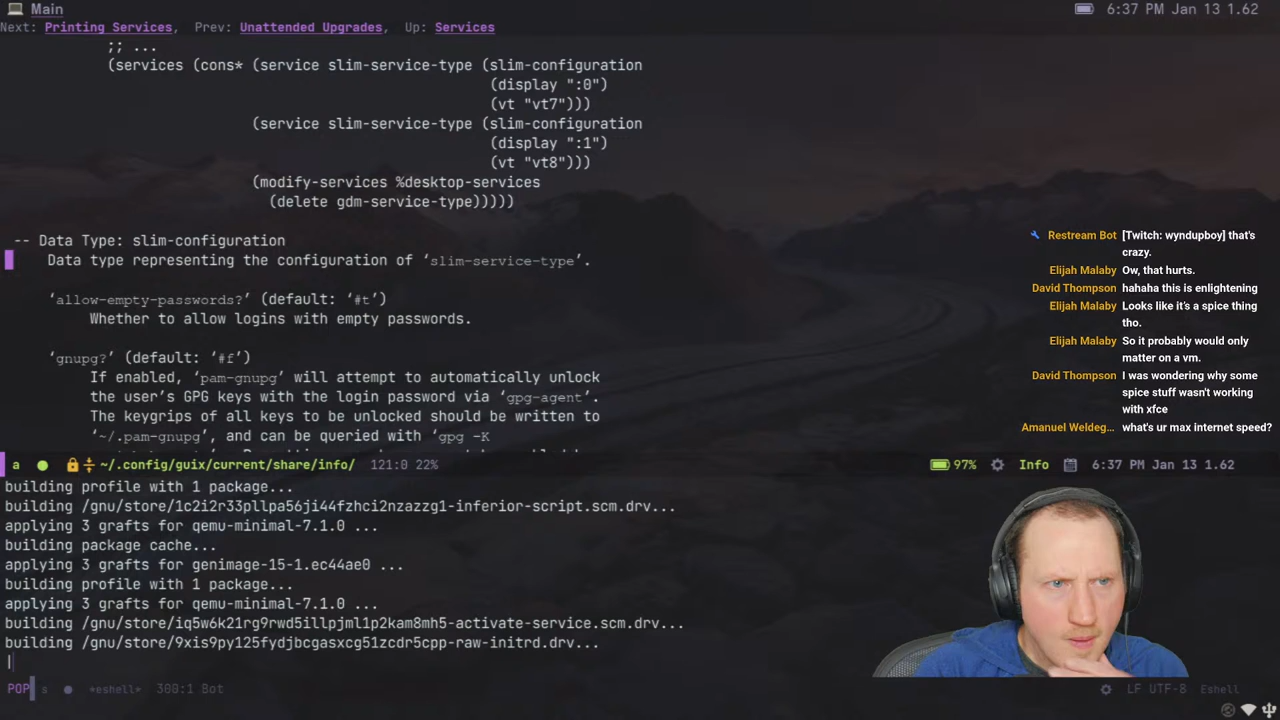 Main
6:37 PM Jan 13 1.62
Next: Printing Services, Prev: Unattended Upgrades, Up: Services
;; ...
(services (cons* (service slim-service-type (slim-configuration
(display ":0")
(vt "vt7")))
(service slim-service-type (slim-configuration
(display ":1")
(vt "vt8")))
(modify-services %desktop-services
(delete gdm-service-type)))))
-- Data Type: slim-configuration
Data type representing the configuration of ‘slim-service-type’.
‘allow-empty-passwords?’ (default: ‘#t’)
Whether to allow logins with empty passwords.
‘gnupg?’ (default: ‘#f’)
If enabled, ‘pam-gnupg’ will attempt to automatically unlock
the user’s GPG keys with the login password via ‘gpg-agent’.
The keygrips of all keys to be unlocked should be written to
‘~/.pam-gnupg’, and can be queried with ‘gpg -K
Restream Bot [Twitch: wyndupboy] that's
crazy.
Elijah Malaby Ow, that hurts.
David Thompson hahaha this is enlightening
Elijah Malaby Looks like it’s a spice thing
tho.
Elijah Malaby So it probably would only
matter on a vm.
David Thompson I was wondering why some
spice stuff wasn't working
with xfce
Amanuel Weldeg... what's ur max internet speed?
a ~/.config/guix/current/share/info/ 121:0 22% 97% Info 6:37 PM Jan 13 1.62
building profile with 1 package...
building /gnu/store/1c2i2r33pllpa56ji44fzhci2nzazzg1-inferior-script.scm.drv...
applying 3 grafts for qemu-minimal-7.1.0 ...
building package cache...
applying 3 grafts for genimage-15-1.ec44ae0 ...
building profile with 1 package...
applying 3 grafts for qemu-minimal-7.1.0 ...
building /gnu/store/iq5w6k21rg9rwd5illpjml1p2kam8mh5-activate-service.scm.drv...
building /gnu/store/9xis9py125fydjbcgasxcg51zcdr5cpp-raw-initrd.drv...
POP s *eshell* 300:1 Bot LF UTF-8 Eshell